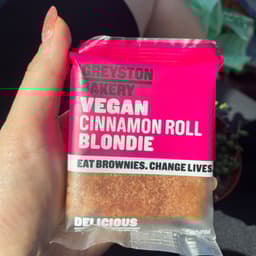 GREYSTON
BAKERY
VEGAN
CINNAMON ROLL
BLONDIE
EAT BROWNIES. CHANGE LIVES
DELICIOUS